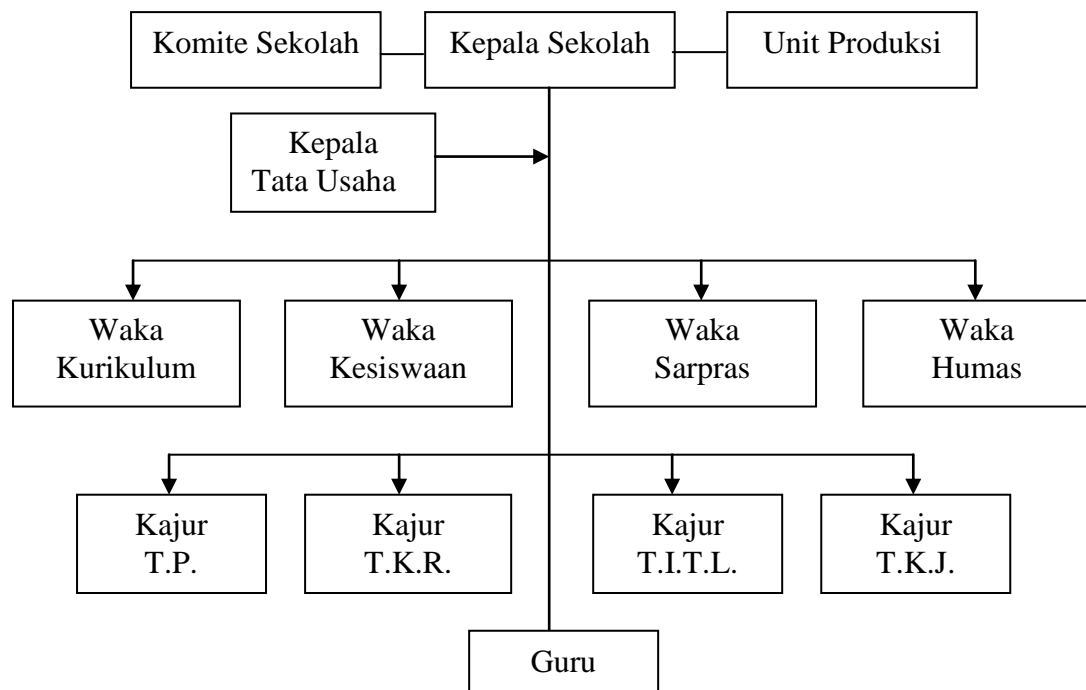 Komite Sekolah
Kepala Sekolah
Unit Produksi
Kepala
Tata Usaha
Waka
Kurikulum
Waka
Kesiswaan
Waka
Sarpras
Waka
Humas
Kajur
T.P.
Kajur
T.K.R.
Kajur
T.I.T.L.
Kajur
T.K.J.
Guru